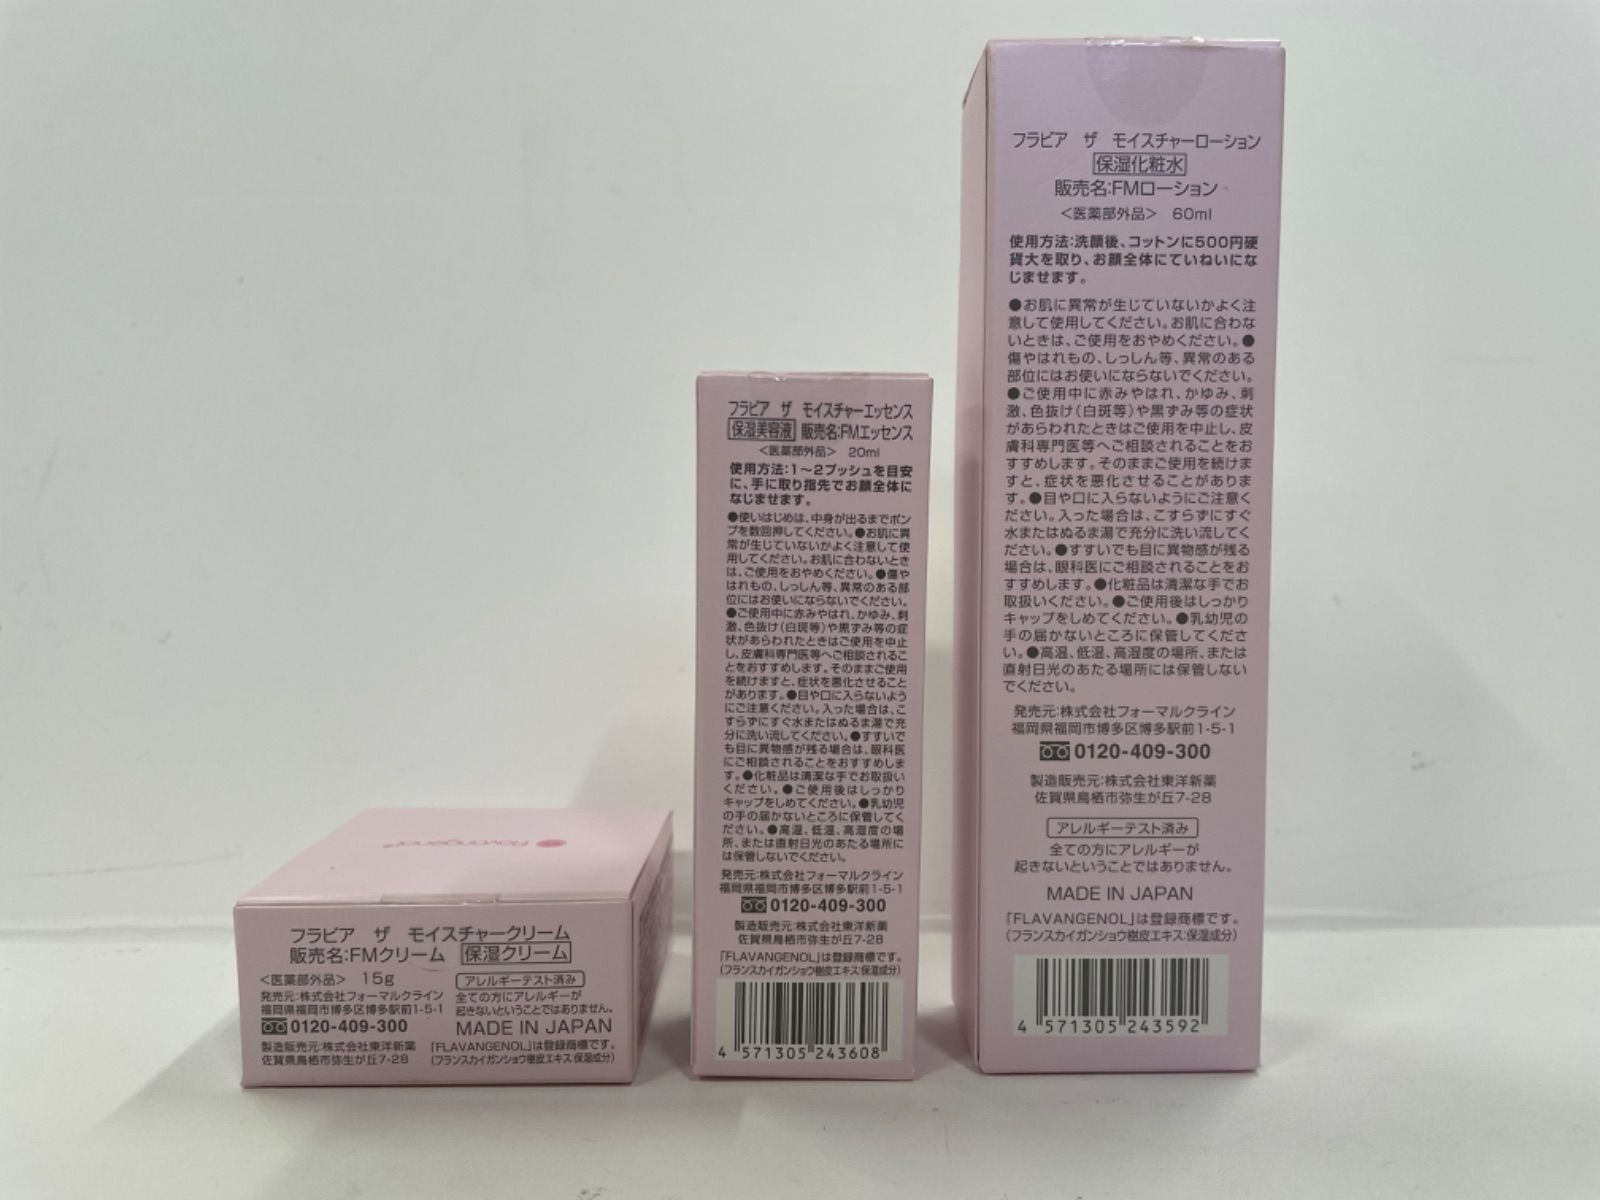 Flavangenol
フラビア ザ モイスチャークリーム
販売名:FMクリーム 保湿クリーム
<医薬部外品> 15g
発売元:株式会社フォーマルクライン
福岡県福岡市博多区博多駅前1-5-1
0120-409-300
製造販売元:株式会社東洋新薬
佐賀県鳥栖市弥生が丘7-28
アレルギーテスト済み
全ての方にアレルギーが
起きないということではありません。
MADE IN JAPAN
「FLAVANGENOL」は登録商標です。
(フランスカイガンショウ樹皮エキス:保湿成分)
フラビア ザ モイスチャーエッセンス
保湿美容液 販売名:FMエッセンス
<医薬部外品> 20ml
使用方法:1〜2プッシュを目安
に、手に取り指先でお顔全体に
なじませます。
●使いはじめは、中身が出るまでポン
プを数回押してください。●お肌に異
常が生じていないかよく注意して使
用してください。お肌に合わないとき
は、ご使用をおやめください。●傷や
はれもの、しっしん等、異常のある部
位にはお使いにならないでください。
●ご使用中に赤みやはれ、かゆみ、刺
激、色抜け(白斑等)や黒ずみ等の症
状があらわれたときはご使用を中止
し、皮膚科専門医等へご相談されるこ
とをおすすめします。そのままご使用
を続けますと、症状を悪化させること
があります。●目や口に入らないよう
にご注意ください。入った場合は、こ
すらずにすぐ水またはぬるま湯で充
分に洗い流してください。●すすいで
も目に異物感が残る場合は、眼科医
にご相談されることをおすすめしま
す。●化粧品は清潔な手でお取扱い
ください。●ご使用後はしっかり
キャップをしめてください。●乳幼児
の手の届かないところに保管してく
ださい。●高温、低温、高湿度の場
所、または直射日光のあたる場所に
は保管しないでください。
発売元:株式会社フォーマルクライン
福岡県福岡市博多区博多駅前1-5-1
0120-409-300
製造販売元:株式会社東洋新薬
佐賀県鳥栖市弥生が丘7-28
「FLAVANGENOL」は登録商標です。
(フランスカイガンショウ樹皮エキス:保湿成分)
4 571305 243608
フラビア ザ モイスチャーローション
保湿化粧水
販売名:FMローション
<医薬部外品> 60ml
使用方法:洗顔後、コットンに500円硬
貨大を取り、お顔全体にていねいにな
じませます。
●お肌に異常が生じていないかよく注
意して使用してください。お肌に合わな
いときは、ご使用をおやめください。●
傷やはれもの、しっしん等、異常のある
部位にはお使いにならないでください。
●ご使用中に赤みやはれ、かゆみ、刺
激、色抜け(白斑等)や黒ずみ等の症状
があらわれたときはご使用を中止し、皮
膚科専門医等へご相談されることをお
すすめします。そのままご使用を続けま
すと、症状を悪化させることがありま
す。●目や口に入らないようにご注意く
ださい。入った場合は、こすらずにすぐ
水またはぬるま湯で充分に洗い流してく
ださい。●すすいでも目に異物感が残る
場合は、眼科医にご相談されることをお
すすめします。●化粧品は清潔な手でお
取扱いください。●ご使用後はしっかり
キャップをしめてください。●乳幼児の
手の届かないところに保管してくださ
い。●高温、低温、高湿度の場所、または
直射日光のあたる場所には保管しない
でください。
発売元:株式会社フォーマルクライン
福岡県福岡市博多区博多駅前1-5-1
0120-409-300
製造販売元:株式会社東洋新薬
佐賀県鳥栖市弥生が丘7-28
アレルギーテスト済み
全ての方にアレルギーが
起きないということではありません。
MADE IN JAPAN
「FLAVANGENOL」は登録商標です。
(フランスカイガンショウ樹皮エキス:保湿成分)
4 571305 243592